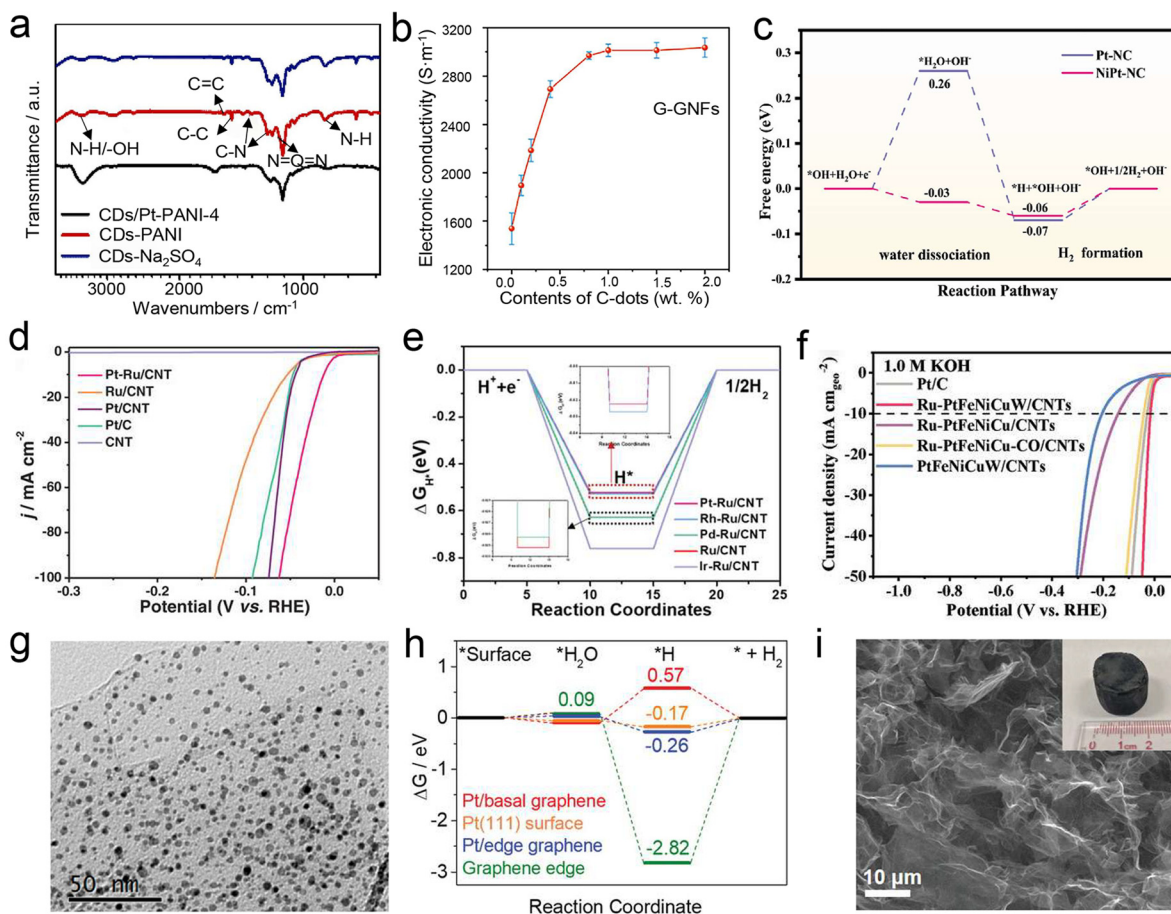 a
Transmittance / a.u.
C=C
C-C
N-H/-OH
C-N
N=Q=N
N-H
CDs/Pt-PANI-4
CDs-PANI
CDs-Na₂SO₄
3000 2000 1000
Wavenumbers / cm⁻¹
b
Electronic conductivity (S·m⁻¹)
3600
3200
2800
2400
2000
1600
1200
G-GNFs
0.0 0.5 1.0 1.5 2.0
Contents of C-dots (wt. %)
c
Free energy (eV)
0.3
0.2
0.1
0.0
-0.1
-0.2
Pt-NC
NiPt-NC
*H₂O+OH⁻
0.26
*OH+H₂O+e⁻
-0.03
*H+*OH+OH⁻
-0.06
-0.07
*OH+1/2H₂+OH⁻
water dissociation
H₂ formation
Reaction Pathway
d
j / mA cm⁻²
0
-20
-40
-60
-80
-100
Pt-Ru/CNT
Ru/CNT
Pt/CNT
Pt/C
CNT
-0.3 -0.2 -0.1 0.0
Potential (V vs. RHE)
e
Δ G_H* (eV)
0.0
-0.2
-0.4
-0.6
-0.8
H⁺+e⁻
1/2H₂
H*
Pt-Ru/CNT
Rh-Ru/CNT
Pd-Ru/CNT
Ru/CNT
Ir-Ru/CNT
0 5 10 15 20 25
Reaction Coordinates
f
Current density (mA cm_geo⁻²)
0
-10
-20
-30
-40
-50
1.0 M KOH
Pt/C
Ru-PtFeNiCuW/CNTs
Ru-PtFeNiCu/CNTs
Ru-PtFeNiCu-CO/CNTs
PtFeNiCuW/CNTs
-1.0 -0.8 -0.6 -0.4 -0.2 0.0
Potential (V vs. RHE)
g
50 nm
h
ΔG / eV
1
0
-1
-2
-3
*Surface *H₂O *H * + H₂
0.09
0.57
-0.17
-0.26
-2.82
Pt/basal graphene
Pt(111) surface
Pt/edge graphene
Graphene edge
Reaction Coordinate
i
0 1cm 2
10 μm